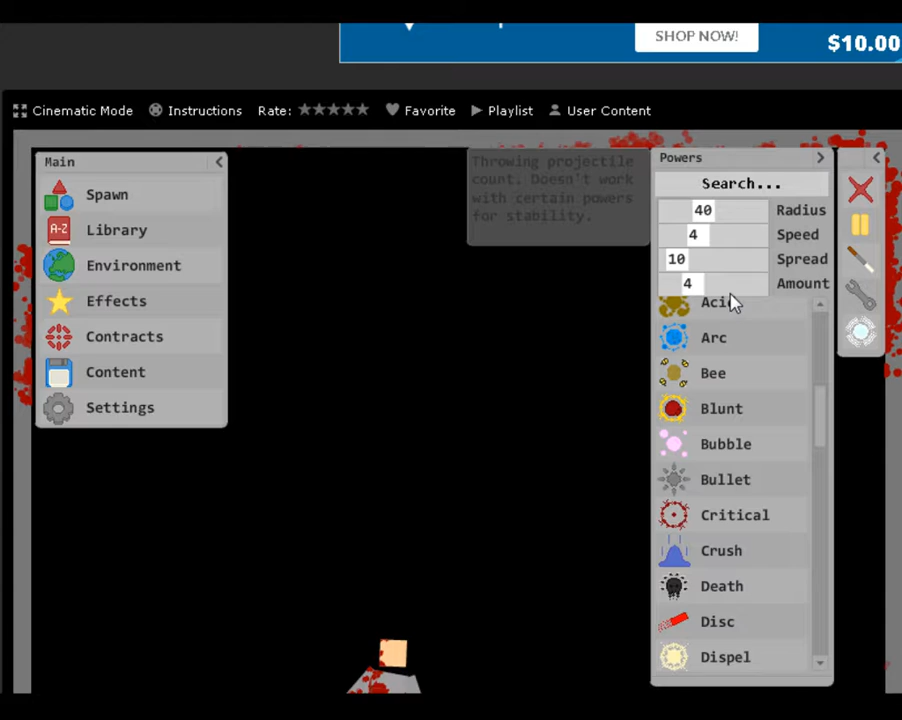 SHOP NOW!
$10.00
Cinematic Mode
Instructions
Rate:
Favorite
Playlist
User Content
Main
Spawn
A-Z
Library
Environment
Effects
Contracts
Content
Settings
Throwing projectile
count. Doesn't work
with certain powers
for stability.
Powers
Search...
40 Radius
4 Speed
10 Spread
4 Amount
Arc
Bee
Blunt
Bubble
Bullet
Critical
Crush
Death
Disc
Dispel